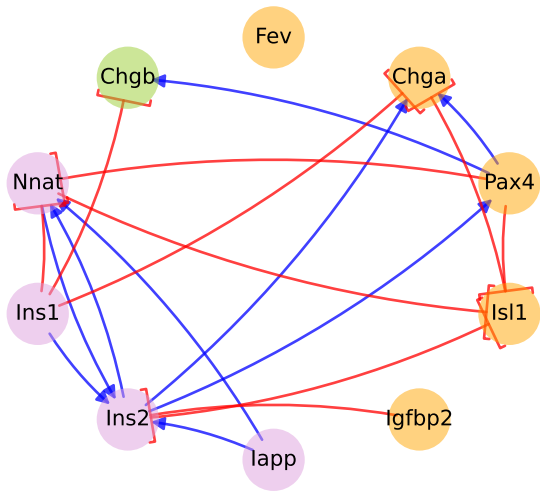 Fev
Chgb
Chga
Nnat
Pax4
Ins1
Isl1
Ins2
Igfbp2
Iapp